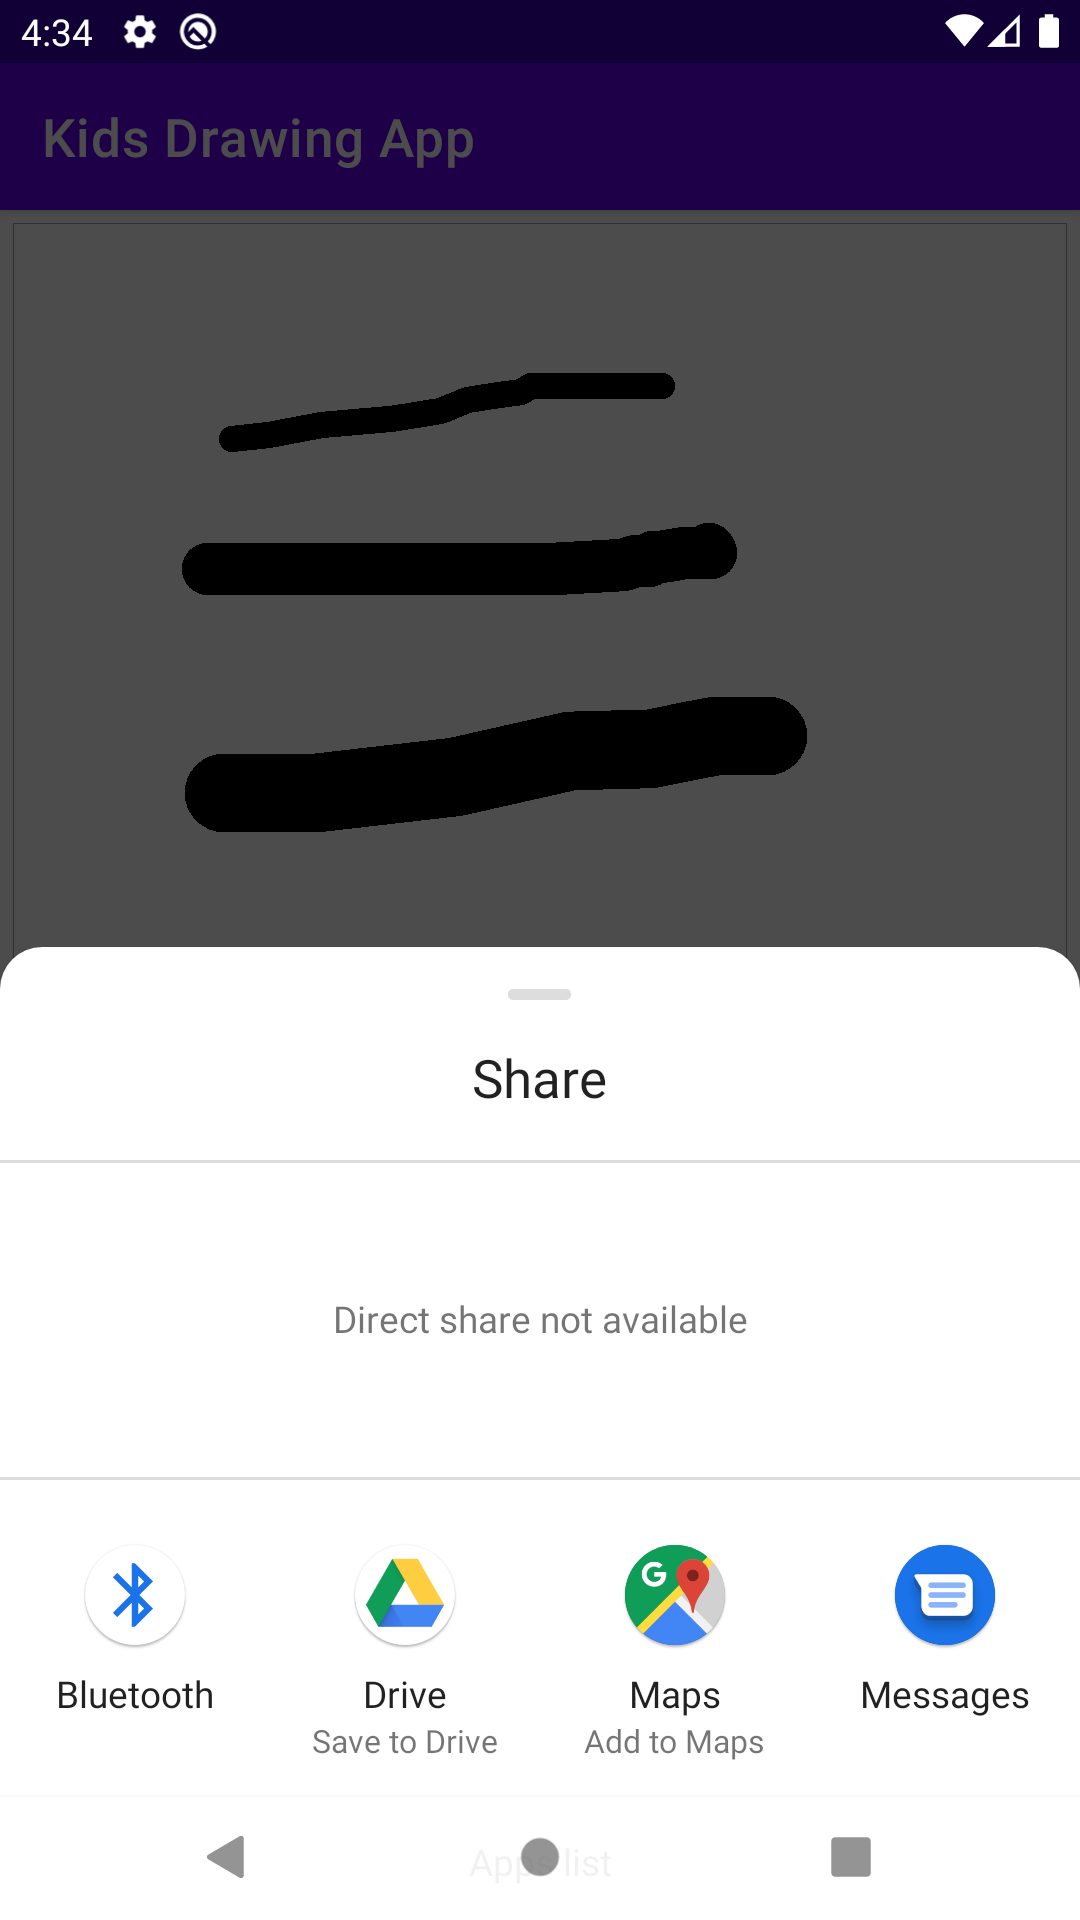 4:34
Kids Drawing App
Share
Direct share not available
Bluetooth
Drive
Maps
Messages
Save to Drive
Add to Maps
Apps list